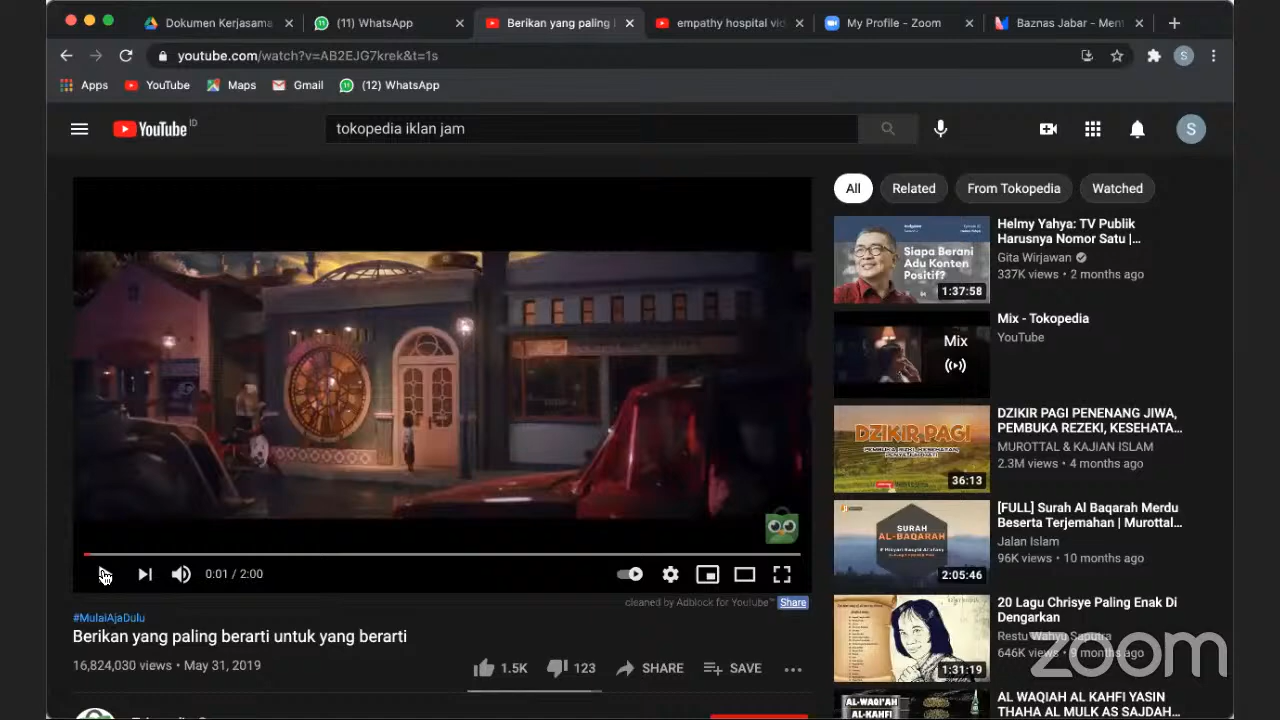 Dokumen Kerjasama
(11) WhatsApp
Berikan yang paling
empathy hospital vid
My Profile - Zoom
Baznas Jabar - Ment
youtube.com/watch?v=AB2EJG7krek&t=1s
S
Apps
YouTube
Maps
Gmail
(12) WhatsApp
YouTube ID
tokopedia iklan jam
S
All
Related
From Tokopedia
Watched
Helmy Yahya: TV Publik
Harusnya Nomor Satu |...
Gita Wirjawan
337K views • 2 months ago
Siapa Berani
Adu Konten
Positif?
1:37:58
Mix - Tokopedia
YouTube
Mix
DZIKIR PAGI PENENANG JIWA,
PEMBUKA REZEKI, KESEHATA...
MUROTTAL & KAJIAN ISLAM
2.3M views • 4 months ago
DZIKIR PAGI
36:13
[FULL] Surah Al Baqarah Merdu
Beserta Terjemahan | Murottal...
Jalan Islam
96K views • 10 months ago
SURAH
AL-BAQARAH
2:05:46
20 Lagu Chrisye Paling Enak Di
Dengarkan
Restu Wahyu Saputra
646K views • 9 months ago
1:31:19
AL WAQIAH AL KAHFI YASIN
THAHA AL MULK AS SAJDAH...
AL-WAQI'AH
AL-KAHFI
0:01 / 2:00
cleaned by Adblock for Youtube™
Share
#MulaiAjaDulu
Berikan yang paling berarti untuk yang berarti
16,824,030 views • May 31, 2019
1.5K
123
SHARE
SAVE
zoom